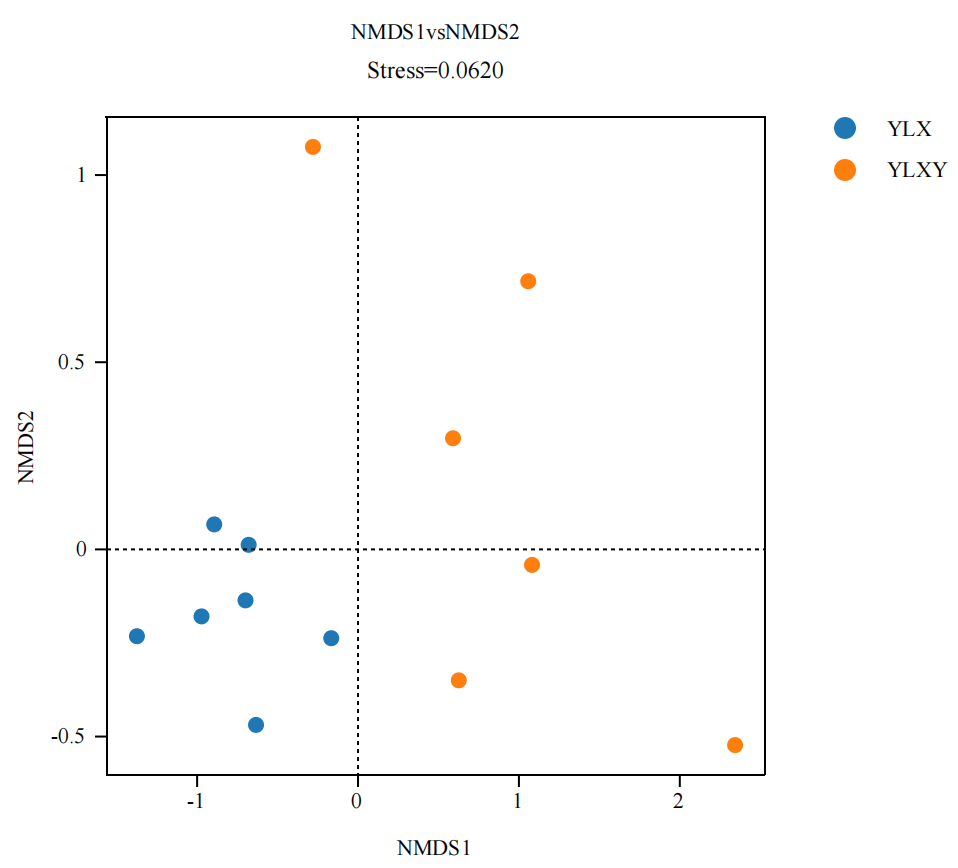 NMDS1vsNMDS2
Stress=0.0620
YLX
YLXY
1
0.5
0
-0.5
NMDS2
-1
0
1
2
NMDS1